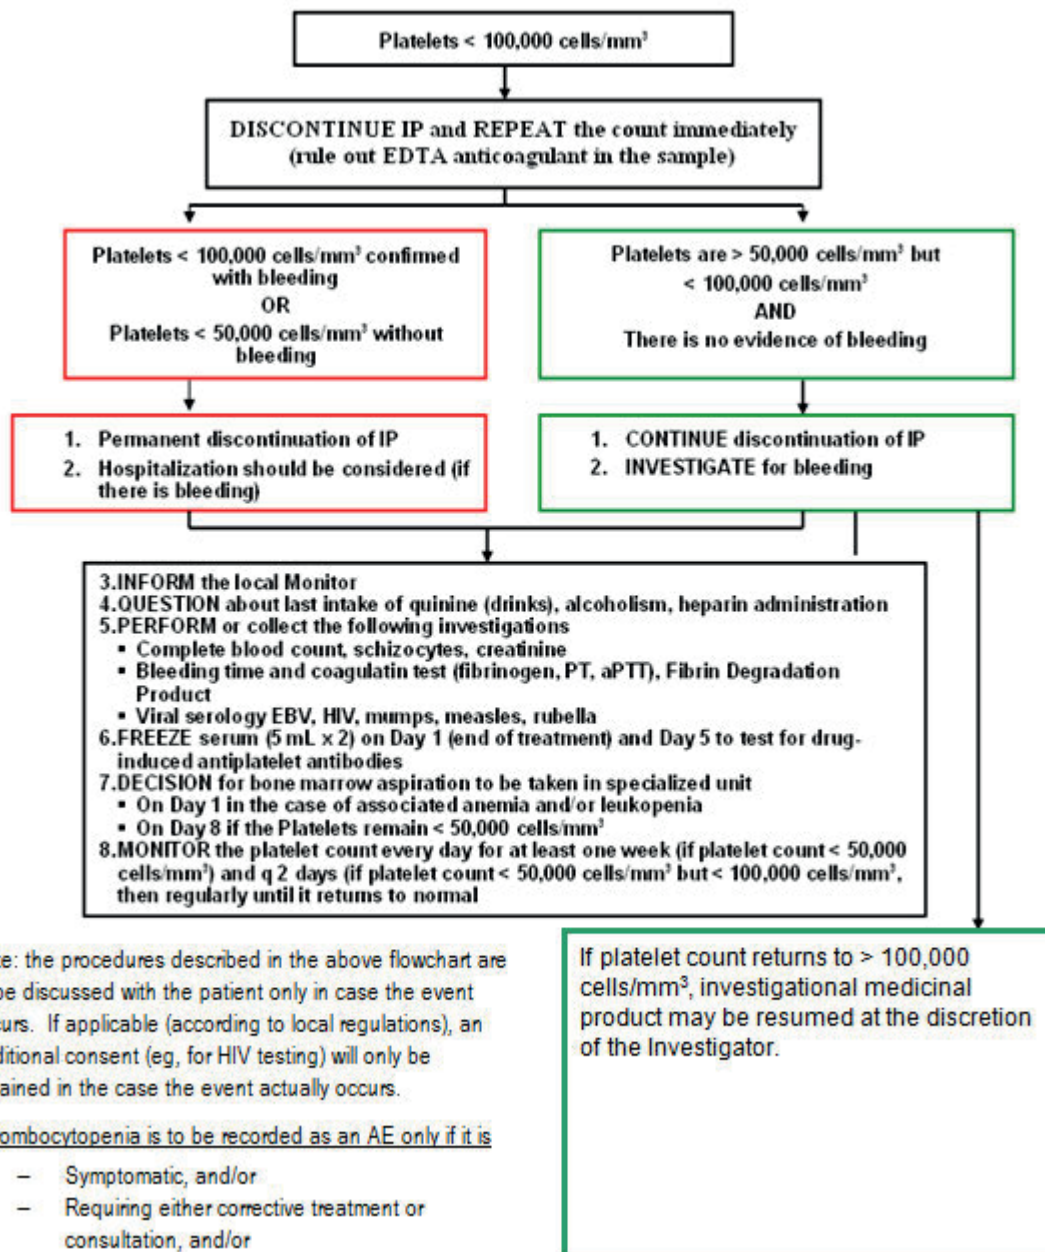 Platelets < 100,000 cells/mm³
DISCONTINUE IP and REPEAT the count immediately
(rule out EDTA anticoagulant in the sample)
Platelets < 100,000 cells/mm³ confirmed
with bleeding
OR
Platelets < 50,000 cells/mm³ without
bleeding
Platelets are > 50,000 cells/mm³ but
< 100,000 cells/mm³
AND
There is no evidence of bleeding
1. Permanent discontinuation of IP
2. Hospitalization should be considered (if
there is bleeding)
1. CONTINUE discontinuation of IP
2. INVESTIGATE for bleeding
3.INFORM the local Monitor
4.QUESTION about last intake of quinine (drinks), alcoholism, heparin administration
5.PERFORM or collect the following investigations
▪ Complete blood count, schizocytes, creatinine
▪ Bleeding time and coagulatin test (fibrinogen, PT, aPTT), Fibrin Degradation
Product
▪ Viral serology EBV, HIV, mumps, measles, rubella
6.FREEZE serum (5 mL x 2) on Day 1 (end of treatment) and Day 5 to test for drug-
induced antiplatelet antibodies
7.DECISION for bone marrow aspiration to be taken in specialized unit
▪ On Day 1 in the case of associated anemia and/or leukopenia
▪ On Day 8 if the Platelets remain < 50,000 cells/mm³
8.MONITOR the platelet count every day for at least one week (if platelet count < 50,000
cells/mm³) and q 2 days (if platelet count < 50,000 cells/mm³ but < 100,000 cells/mm³,
then regularly until it returns to normal
: the procedures described in the above flowchart are
discussed with the patient only in case the event
If applicable (according to local regulations), an
consent (eg, for HIV testing) will only be
in the case the event actually occurs.
is to be recorded as an AE only if it is
– Symptomatic, and/or
– Requiring either corrective treatment or
consultation, and/or
If platelet count returns to > 100,000
cells/mm³, investigational medicinal
product may be resumed at the discretion
of the Investigator.